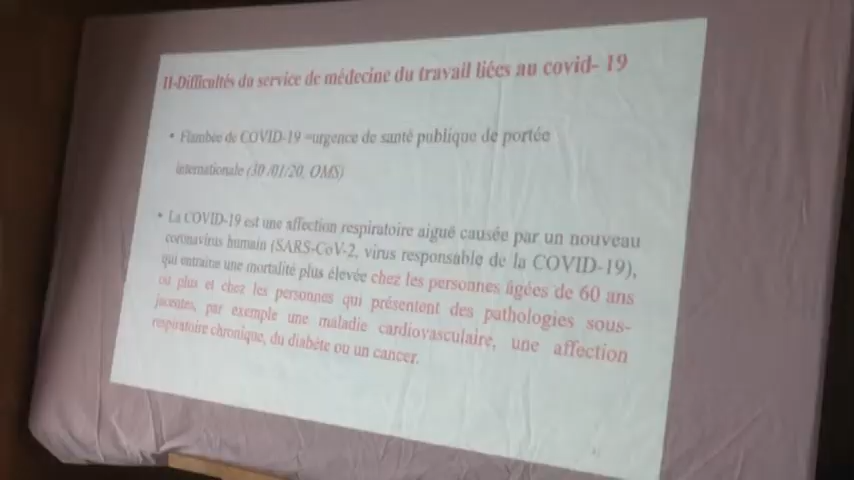 II-Difficultés du service de médecine du travail liées au covid- 19
• Flambée de COVID-19 =urgence de santé publique de portée
internationale (30 /01/20, OMS)
• La COVID-19 est une affection respiratoire aiguë causée par un nouveau
coronavirus humain (SARS-CoV-2, virus responsable de la COVID-19),
qui entraine une mortalité plus élevée chez les personnes âgées de 60 ans
ou plus et chez les personnes qui présentent des pathologies sous-
jacentes, par exemple une maladie cardiovasculaire, une affection
respiratoire chronique, du diabète ou un cancer.